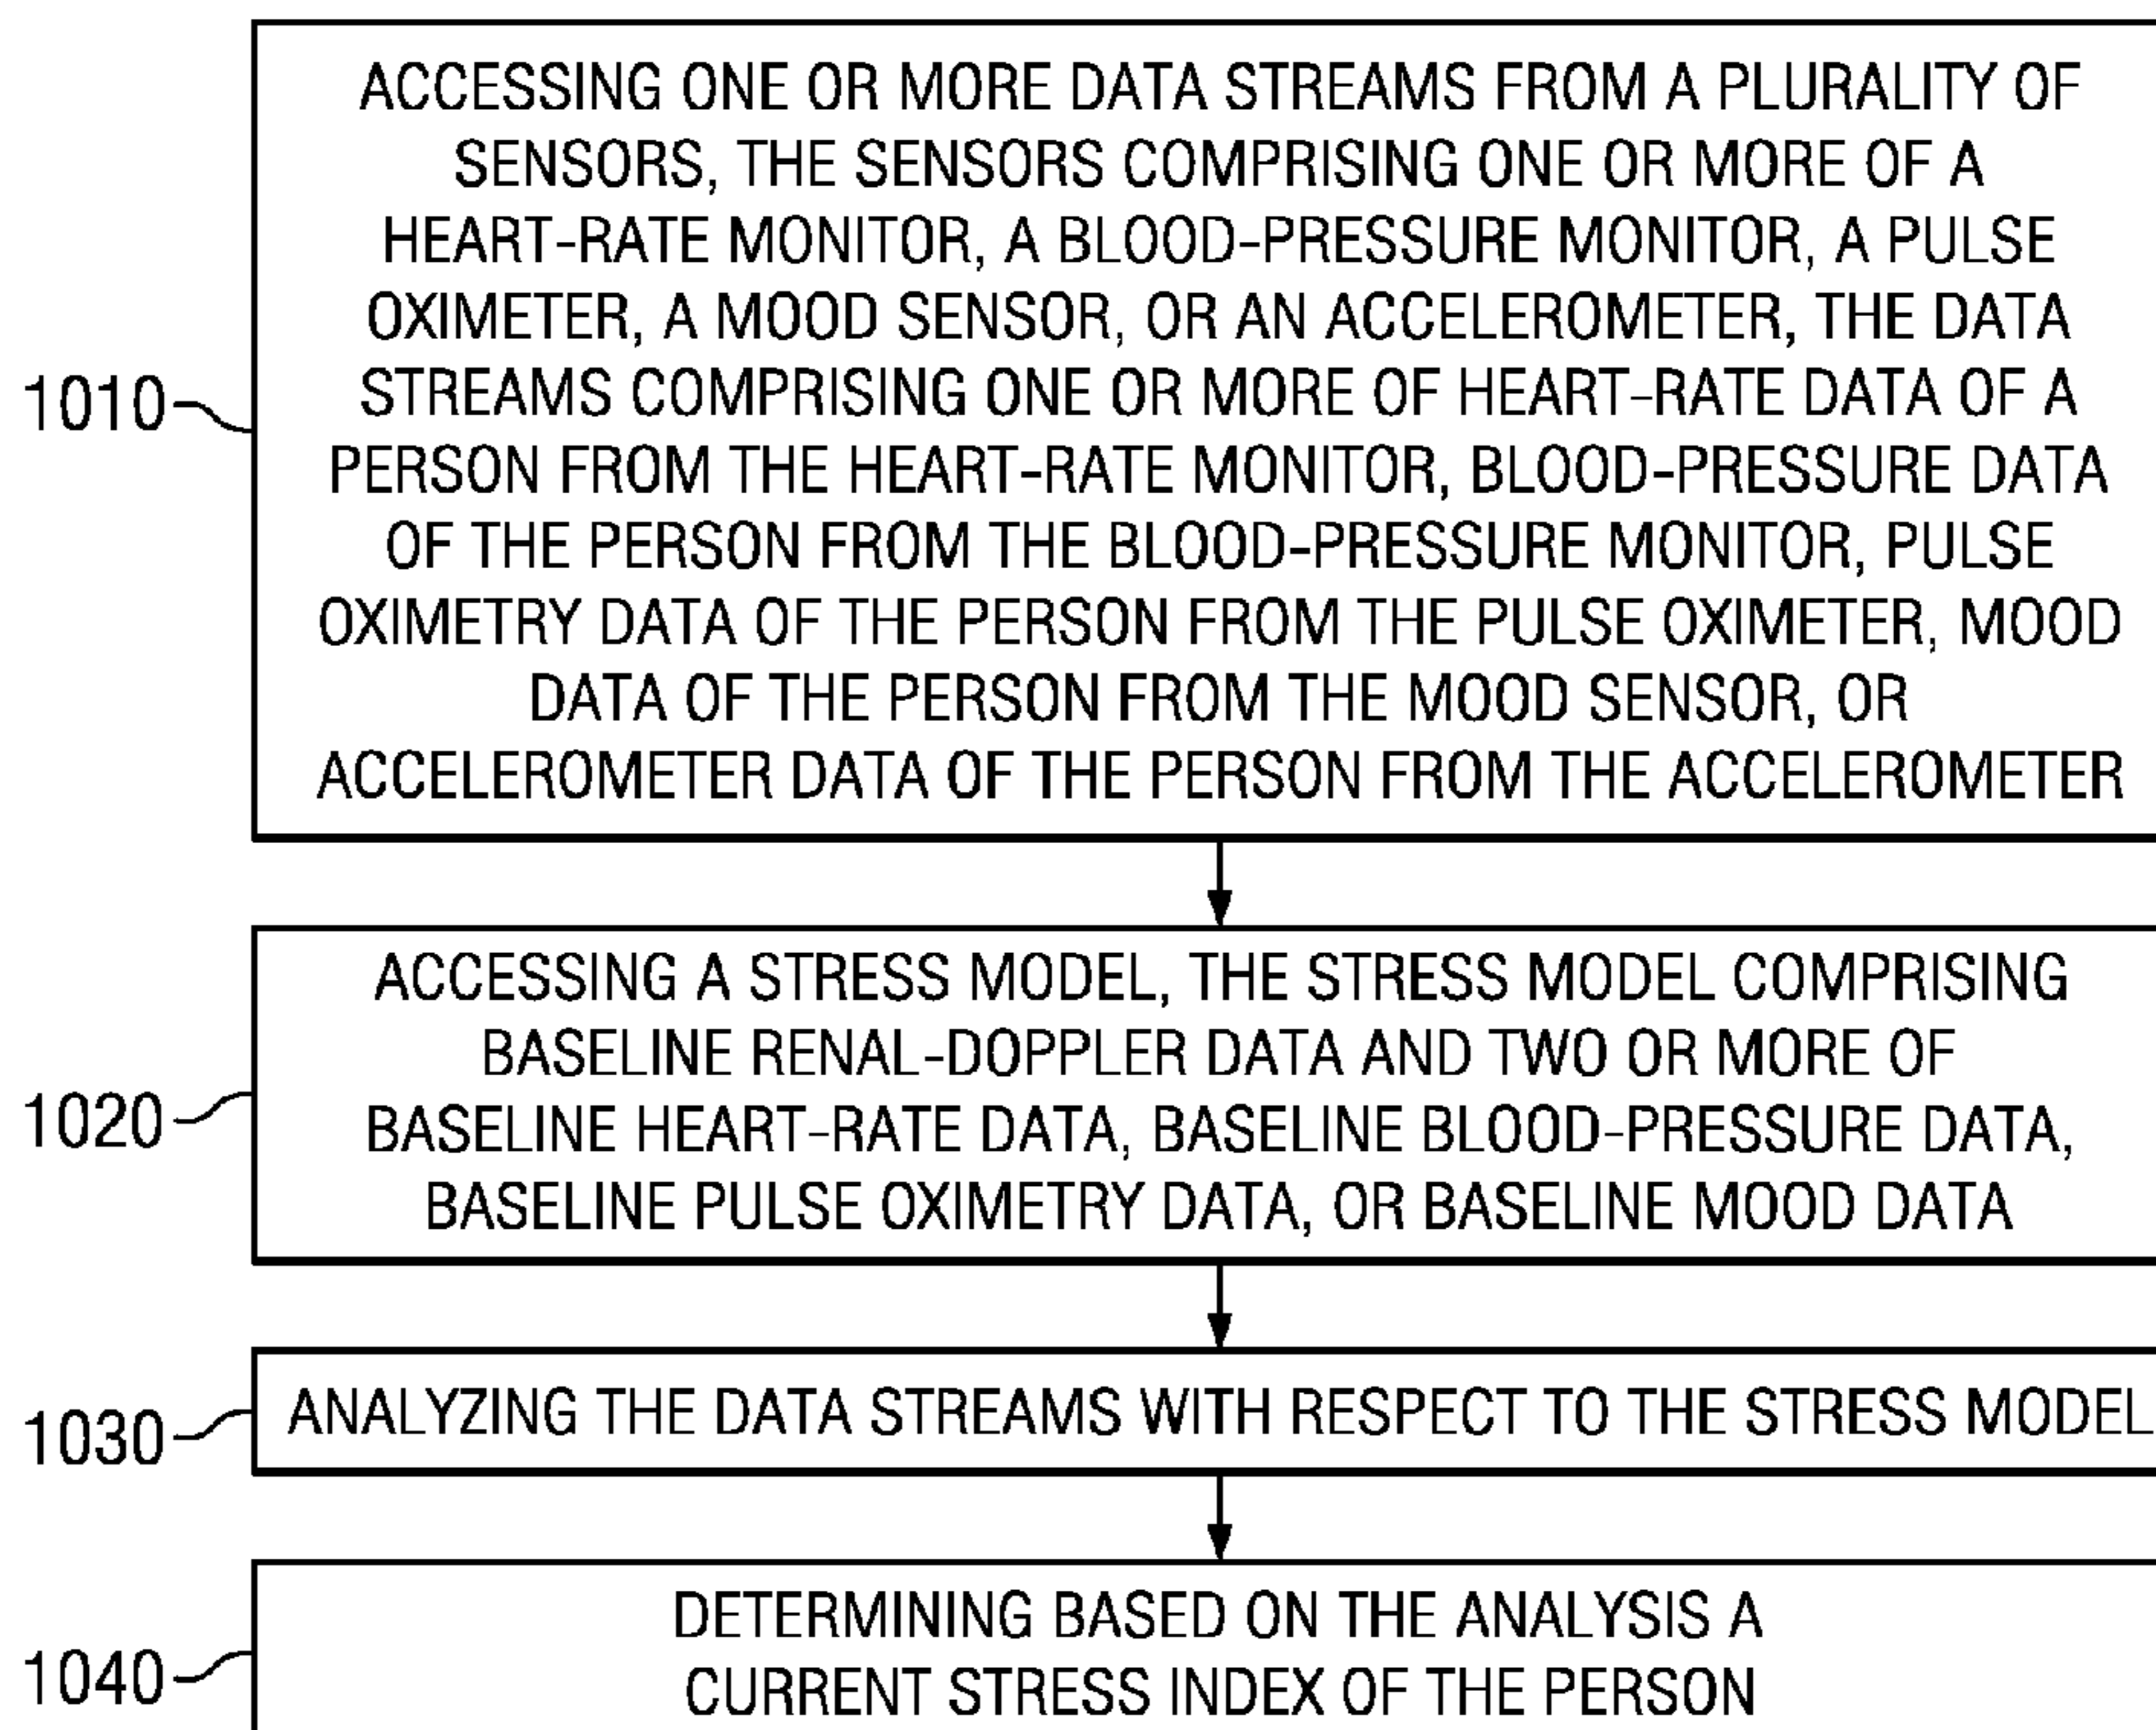 ACCESSING ONE OR MORE DATA STREAMS FROM A PLURALITY OF
SENSORS, THE SENSORS COMPRISING ONE OR MORE OF A
HEART-RATE MONITOR, A BLOOD-PRESSURE MONITOR, A PULSE
OXIMETER, A MOOD SENSOR, OR AN ACCELEROMETER, THE DATA
1010 STREAMS COMPRISING ONE OR MORE OF HEART-RATE DATA OF A
PERSON FROM THE HEART-RATE MONITOR, BLOOD-PRESSURE DATA
OF THE PERSON FROM THE BLOOD-PRESSURE MONITOR, PULSE
OXIMETRY DATA OF THE PERSON FROM THE PULSE OXIMETER, MOOD
DATA OF THE PERSON FROM THE MOOD SENSOR, OR
ACCELEROMETER DATA OF THE PERSON FROM THE ACCELEROMETER
ACCESSING A STRESS MODEL, THE STRESS MODEL COMPRISING
BASELINE RENAL-DOPPLER DATA AND TWO OR MORE OF
1020 BASELINE HEART-RATE DATA, BASELINE BLOOD-PRESSURE DATA,
BASELINE PULSE OXIMETRY DATA, OR BASELINE MOOD DATA
1030 ANALYZING THE DATA STREAMS WITH RESPECT TO THE STRESS MODEL
DETERMINING BASED ON THE ANALYSIS A
1040 CURRENT STRESS INDEX OF THE PERSON